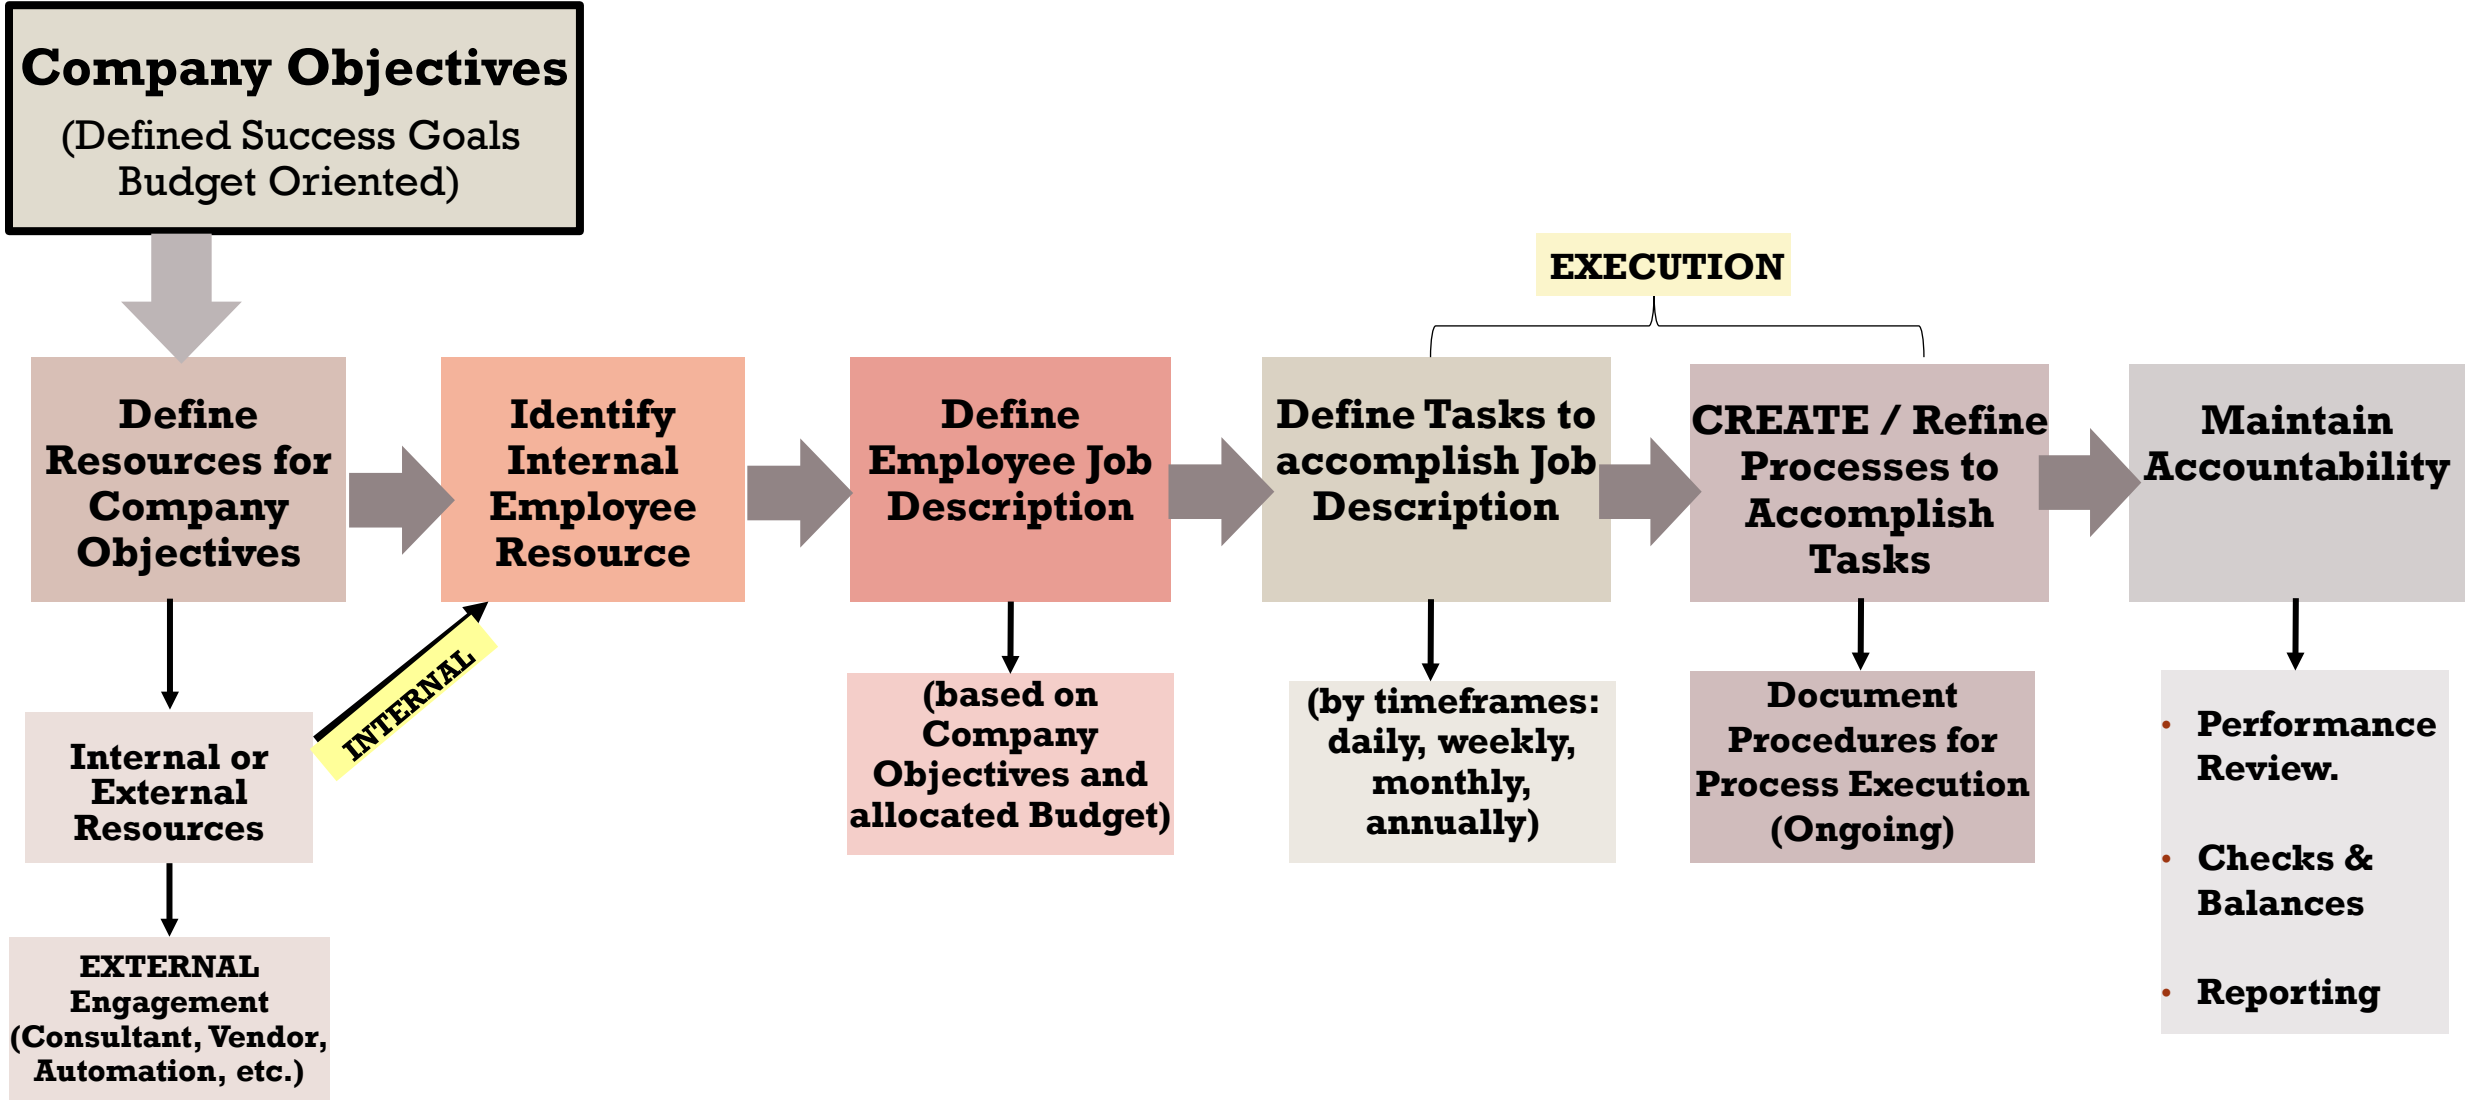 Company Objectives
(Defined Success Goals
Budget Oriented)
EXECUTION
Define
Resources for
Company
Objectives
Identify
Internal
Employee
Resource
Define
Employee Job
Description
Define Tasks to
accomplish Job
Description
CREATE / Refine
Processes to
Accomplish
Tasks
Maintain
Accountability
INTERNAL
Internal or
External
Resources
(based on
Company
Objectives and
allocated Budget)
(by timeframes:
daily, weekly,
monthly,
annually)
Document
Procedures for
Process Execution
(Ongoing)
• Performance
Review.
• Checks &
Balances
• Reporting
EXTERNAL
Engagement
(Consultant, Vendor,
Automation, etc.)